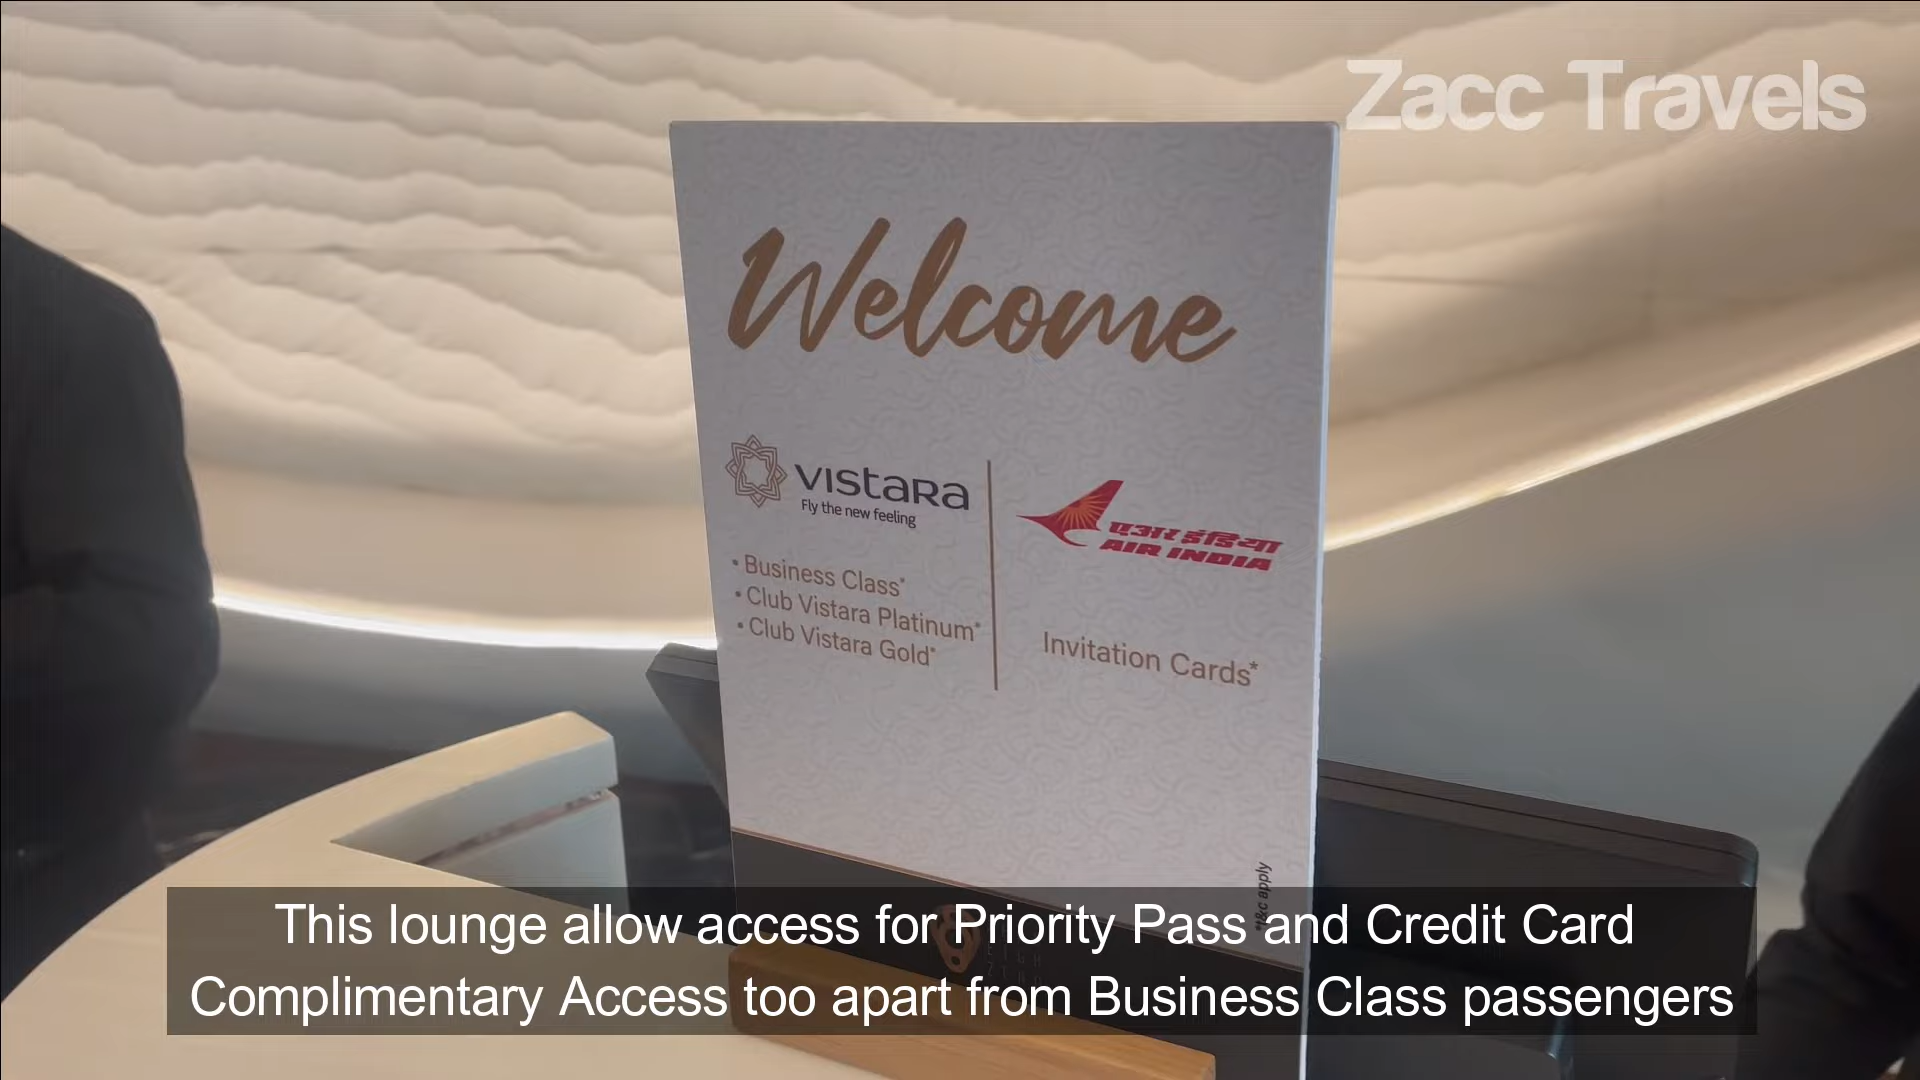 Zacc Travels
Welcome
VISTARA
Fly the new feeling
• Business Class*
• Club Vistara Platinum*
• Club Vistara Gold*
एअर इंडिया
AIR INDIA
Invitation Cards*
*t&c apply
This lounge allow access for Priority Pass and Credit Card
Complimentary Access too apart from Business Class passengers